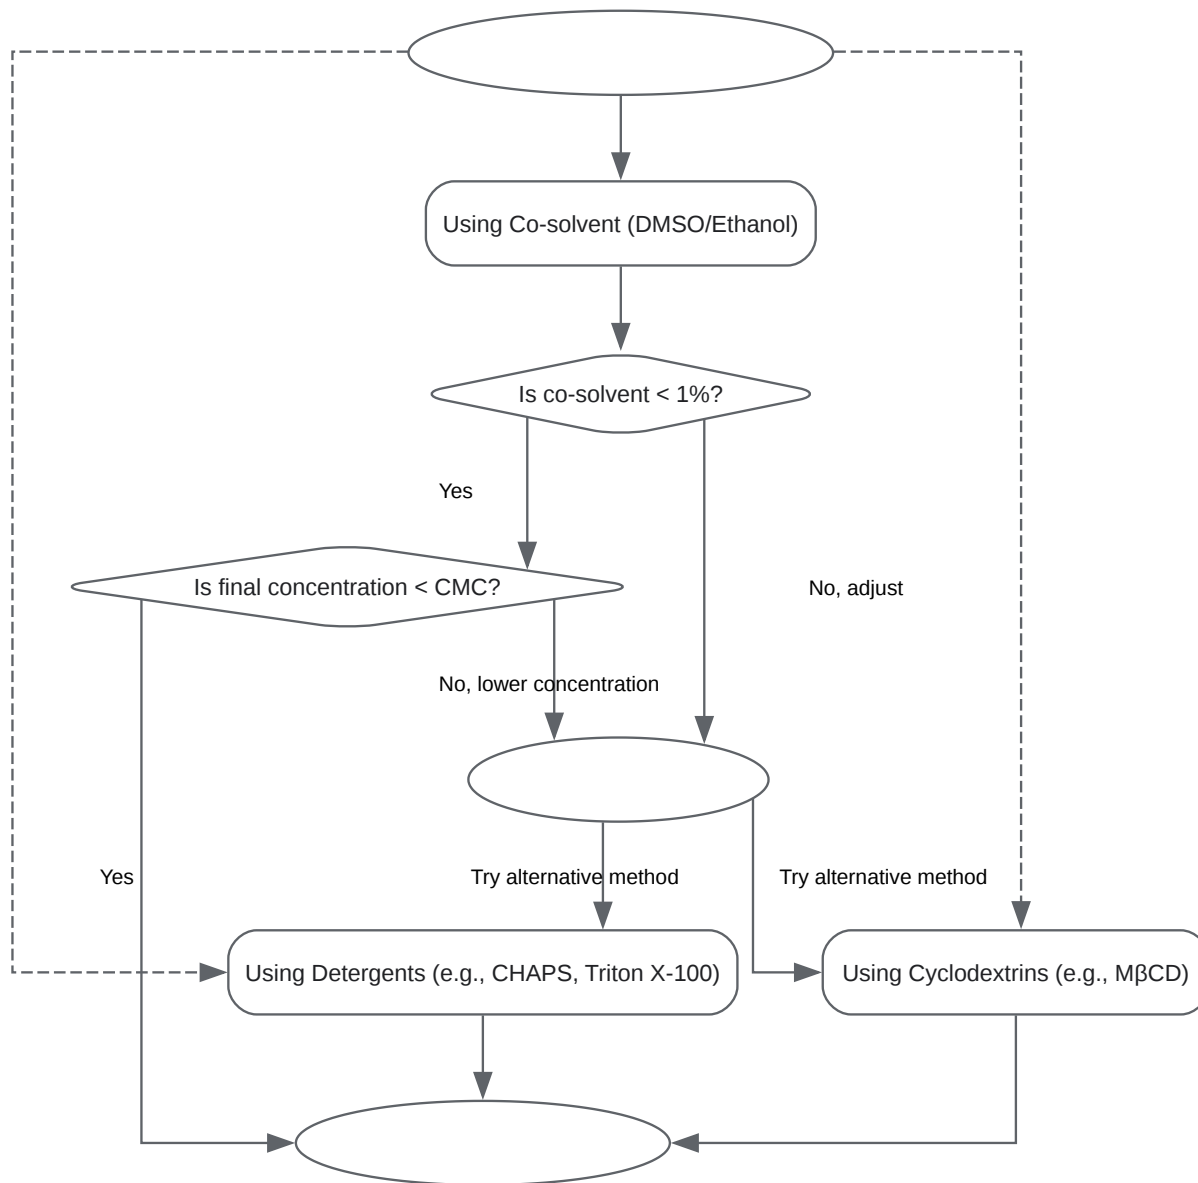 Using Co-solvent (DMSO/Ethanol)
Is co-solvent < 1%?
Yes
Is final concentration < CMC?
No, adjust
No, lower concentration
Yes
Try alternative method
Try alternative method
Using Detergents (e.g., CHAPS, Triton X-100)
Using Cyclodextrins (e.g., MβCD)